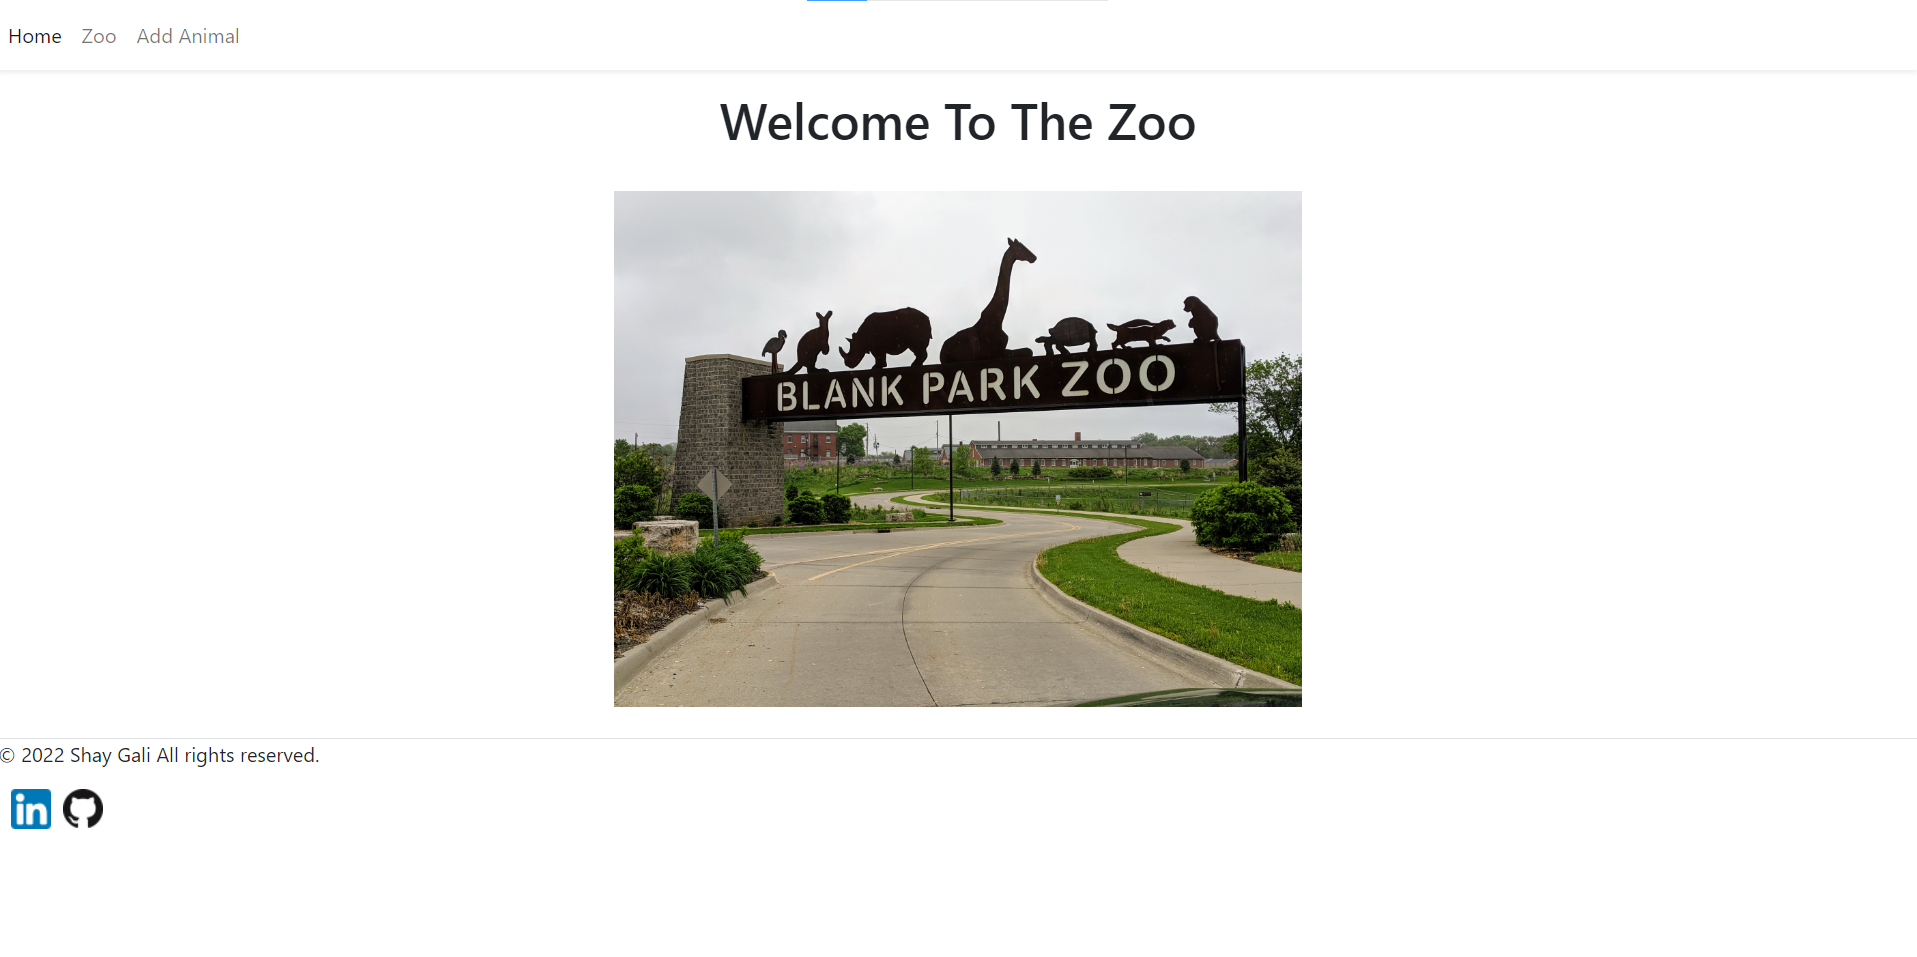 Home Zoo Add Animal
Welcome To The Zoo
BLANK PARK ZOO
© 2022 Shay Gali All rights reserved.
in